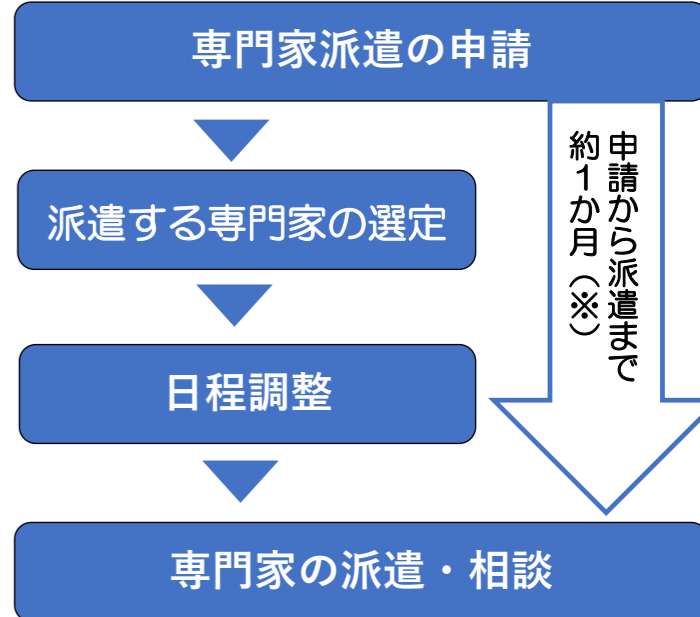 専門家派遣の申請
申請から派遣まで
約1か月（※）
派遣する専門家の選定
日程調整
専門家の派遣・相談